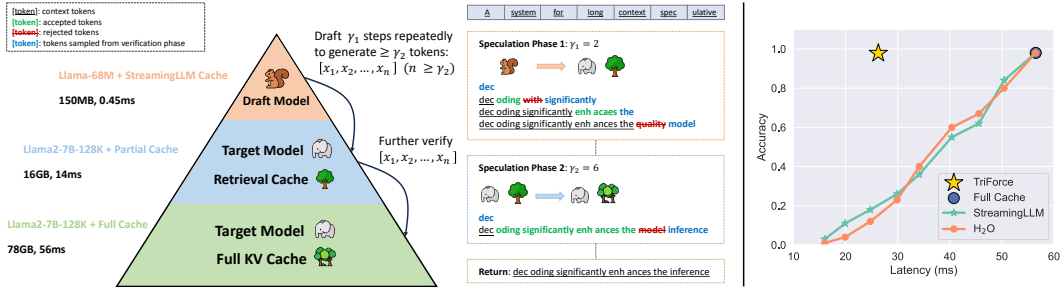 [token]: context tokens
[token]: accepted tokens
[token]: rejected tokens
[token]: tokens sampled from verification phase
Llama-68M + StreamingLLM Cache
150MB, 0.45ms
Llama2-7B-128K + Partial Cache
16GB, 14ms
Llama2-7B-128K + Full Cache
78GB, 56ms
Draft Model
Target Model
Retrieval Cache
Target Model
Full KV Cache
Draft γ₁ steps repeatedly
to generate ≥ γ₂ tokens:
[x₁, x₂, …, xₙ] (n ≥ γ₂)
Further verify
[x₁, x₂, …, xₙ]
A system for long context spec ulative
Speculation Phase 1: γ₁ = 2
dec
dec oding with significantly
dec oding significantly enh acaes the
dec oding significantly enh ances the quality model
Speculation Phase 2: γ₂ = 6
dec
dec oding significantly enh ances the model inference
Return: dec oding significantly enh ances the inference
Accuracy
1.0
0.8
0.6
0.4
0.2
0.0
TriForce
Full Cache
StreamingLLM
H₂O
10 20 30 40 50 60
Latency (ms)